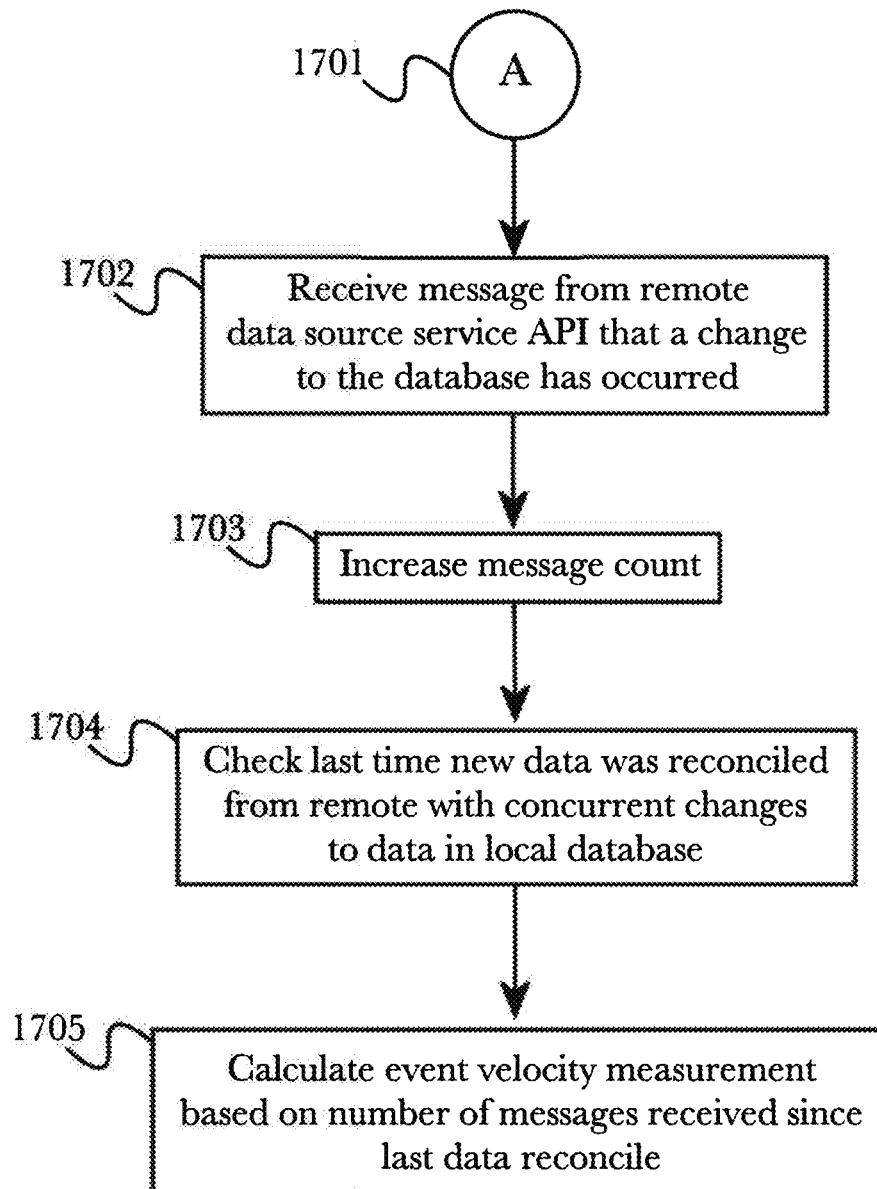 1701
A
1702
Receive message from remote
data source service API that a change
to the database has occurred
1703
Increase message count
1704
Check last time new data was reconciled
from remote with concurrent changes
to data in local database
1705
Calculate event velocity measurement
based on number of messages received since
last data reconcile